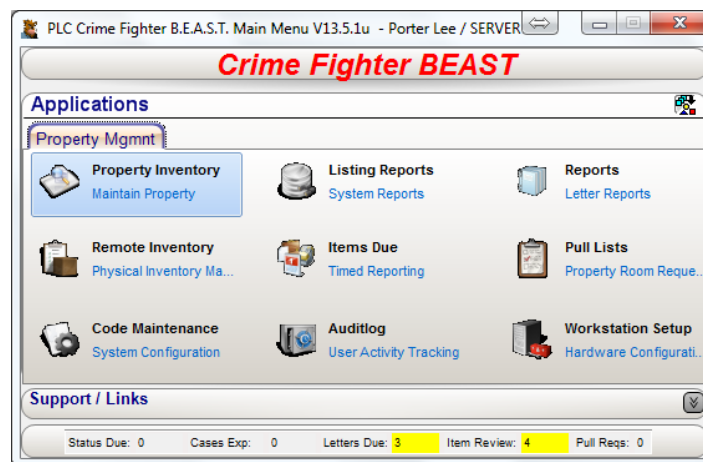 PLC Crime Fighter B.E.A.S.T. Main Menu V13.5.1u - Porter Lee / SERVER
Crime Fighter BEAST
Applications
Property Mgmnt
Property Inventory
Maintain Property
Listing Reports
System Reports
Reports
Letter Reports
Remote Inventory
Physical Inventory Ma...
Items Due
Timed Reporting
Pull Lists
Property Room Reque..
Code Maintenance
System Configuration
Auditlog
User Activity Tracking
Workstation Setup
Hardware Configurati..
Support / Links
Status Due: 0 Cases Exp: 0 Letters Due: 3 Item Review: 4 Pull Reqs: 0